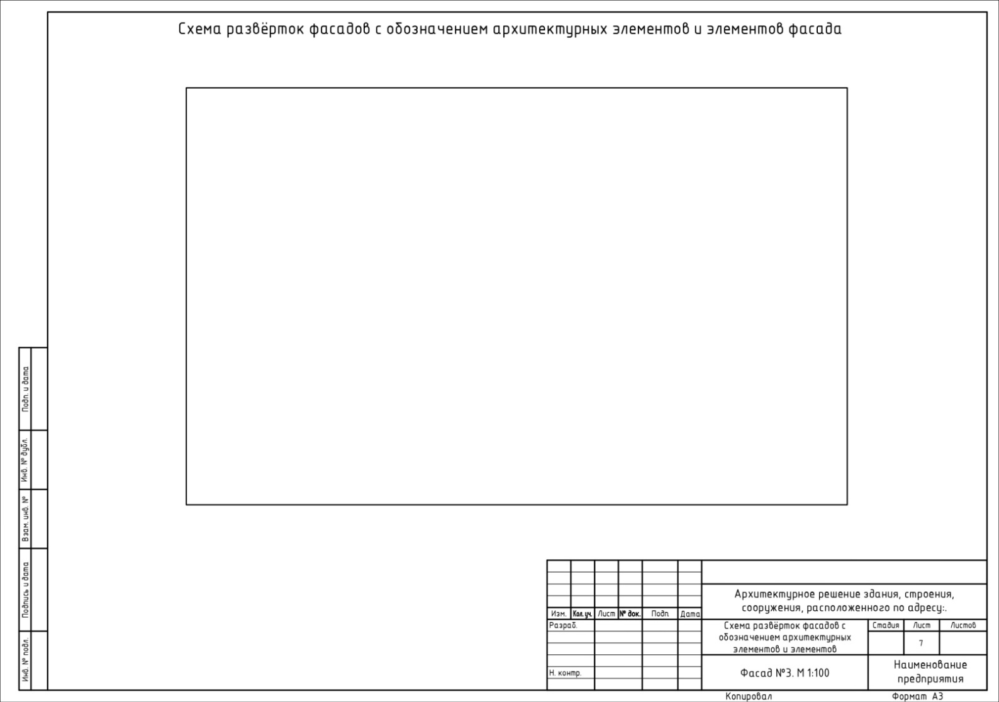 Схема развёрток фасадов с обозначением архитектурных элементов и элементов фасада
Подп. и дата
Инв. № дубл.
Взам. инв. №
Подпись и дата
Инв. № подл.
Архитектурное решение здания, строения,
сооружения, расположенного по адресу:.
Изм. Кол. уч. Лист № док. Подп. Дата
Разраб.
Схема развёрток фасадов с
обозначением архитектурных
элементов и элементов
Стадия Лист Листов
7
Н. контр.
Фасад №3. М 1:100
Наименование
предприятия
Копировал
Формат А3